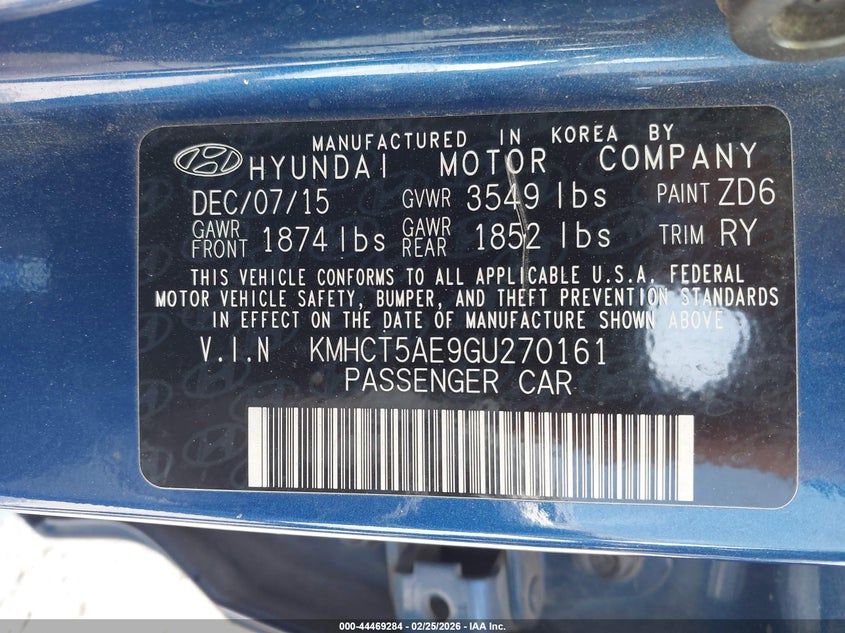 MANUFACTURED IN KOREA BY
HYUNDAI MOTOR COMPANY
DEC/07/15 GVWR 3549 lbs PAINT ZD6
GAWR FRONT 1874 lbs GAWR REAR 1852 lbs TRIM RY
THIS VEHICLE CONFORMS TO ALL APPLICABLE U.S.A. FEDERAL
MOTOR VEHICLE SAFETY, BUMPER, AND THEFT PREVENTION STANDARDS
IN EFFECT ON THE DATE OF MANUFACTURE SHOWN ABOVE
V.I.N KMHCT5AE9GU270161
PASSENGER CAR
000-44469284 - 02/25/2026 - IAA Inc.